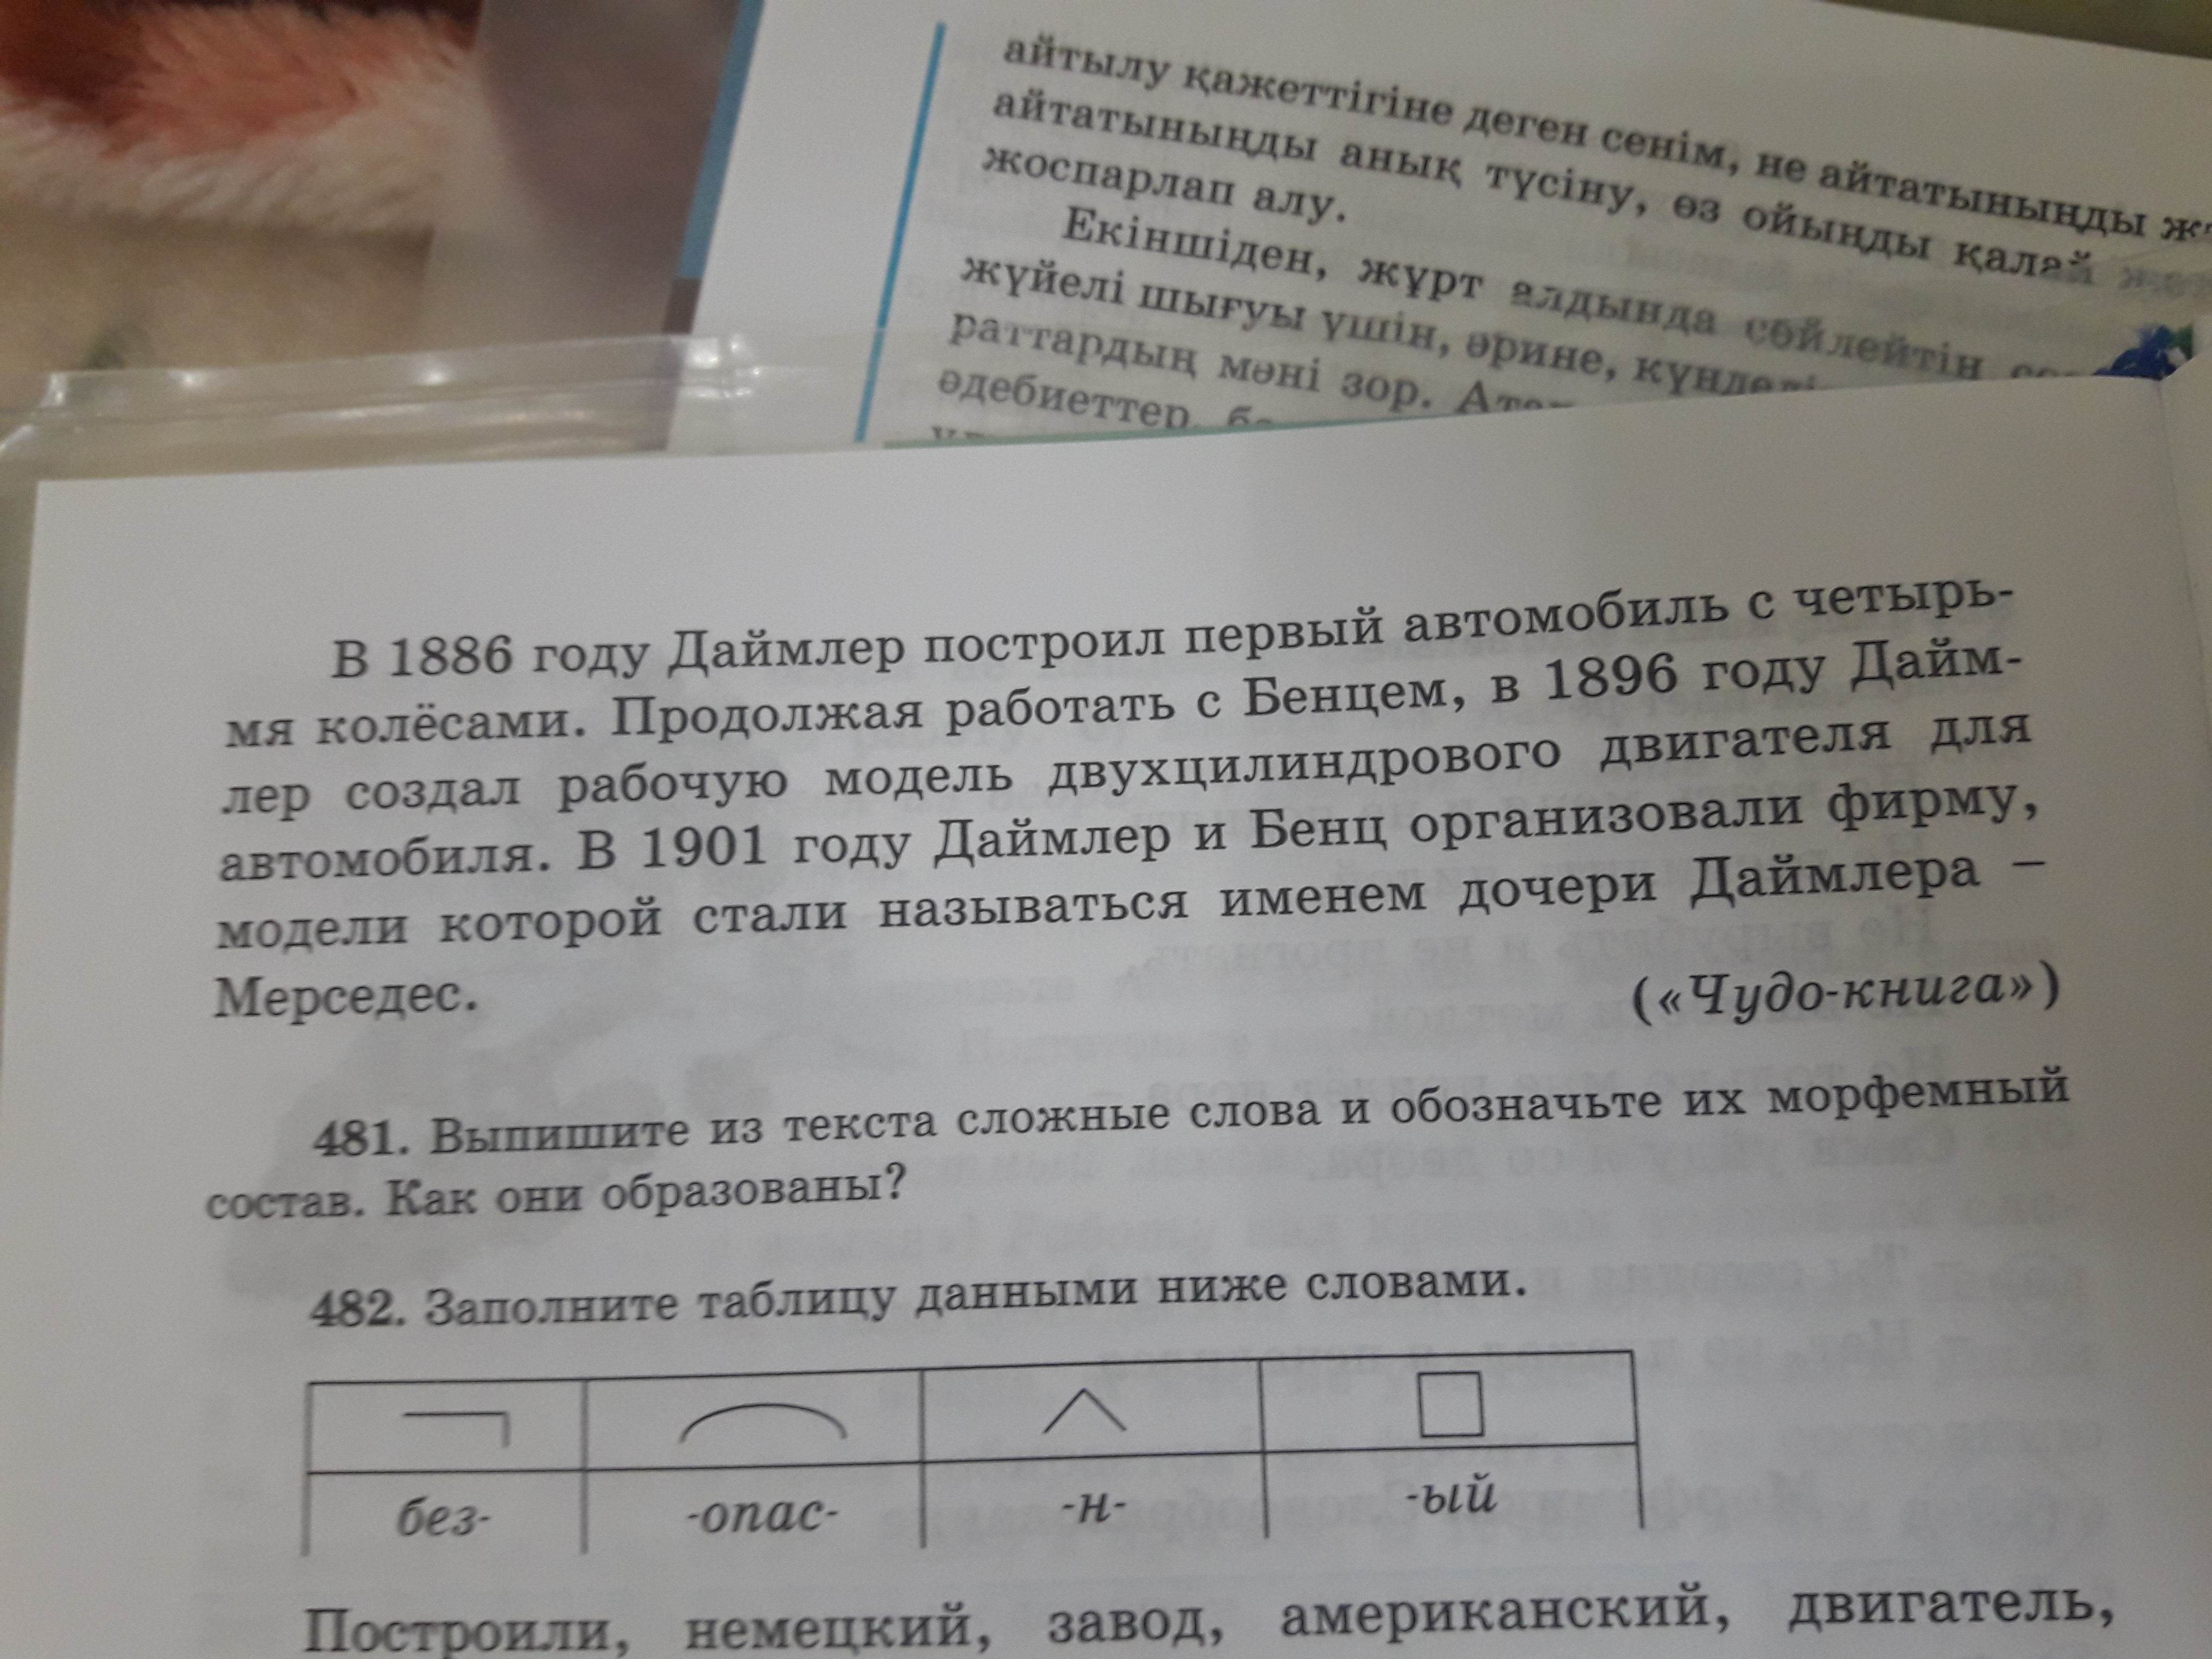 айтылу қажеттігіне деген сенім, не айтатыныңды
айтатыныңды анық түсіну, өз ойыңды қалай
жоспарлап алу.
Екіншіден, жұрт алдында сөйлейтін
жүйелі шығуы үшін, әрине,
раттардың мәні зор.
әдебиеттер,
В 1886 году Даймлер построил первый автомобиль с четырь-
мя колёсами. Продолжая работать с Бенцем, в 1896 году Дайм-
лер создал рабочую модель двухцилиндрового двигателя для
автомобиля. В 1901 году Даймлер и Бенц организовали фирму,
модели которой стали называться именем дочери Даймлера –
Мерседес.
(«Чудо-книга»)
481. Выпишите из текста сложные слова и обозначьте их морфемный
состав. Как они образованы?
482. Заполните таблицу данными ниже словами.
без- -опас- -н- -ый
Построили, немецкий, завод, американский, двигатель,